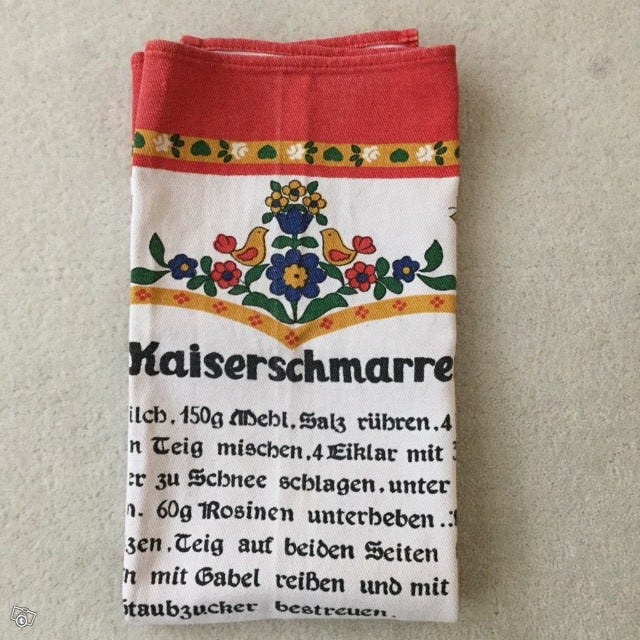 Kaiserschmarre
ilch, 150g Mehl, Salz rühren. 4
n Teig mischen, 4 Eiklar mit
er zu Schnee schlagen, unter
n. 60g Rosinen unterheben.
zen, Teig auf beiden Seiten
h mit Gabel reißen und mit
Staubzucker bestreuen.